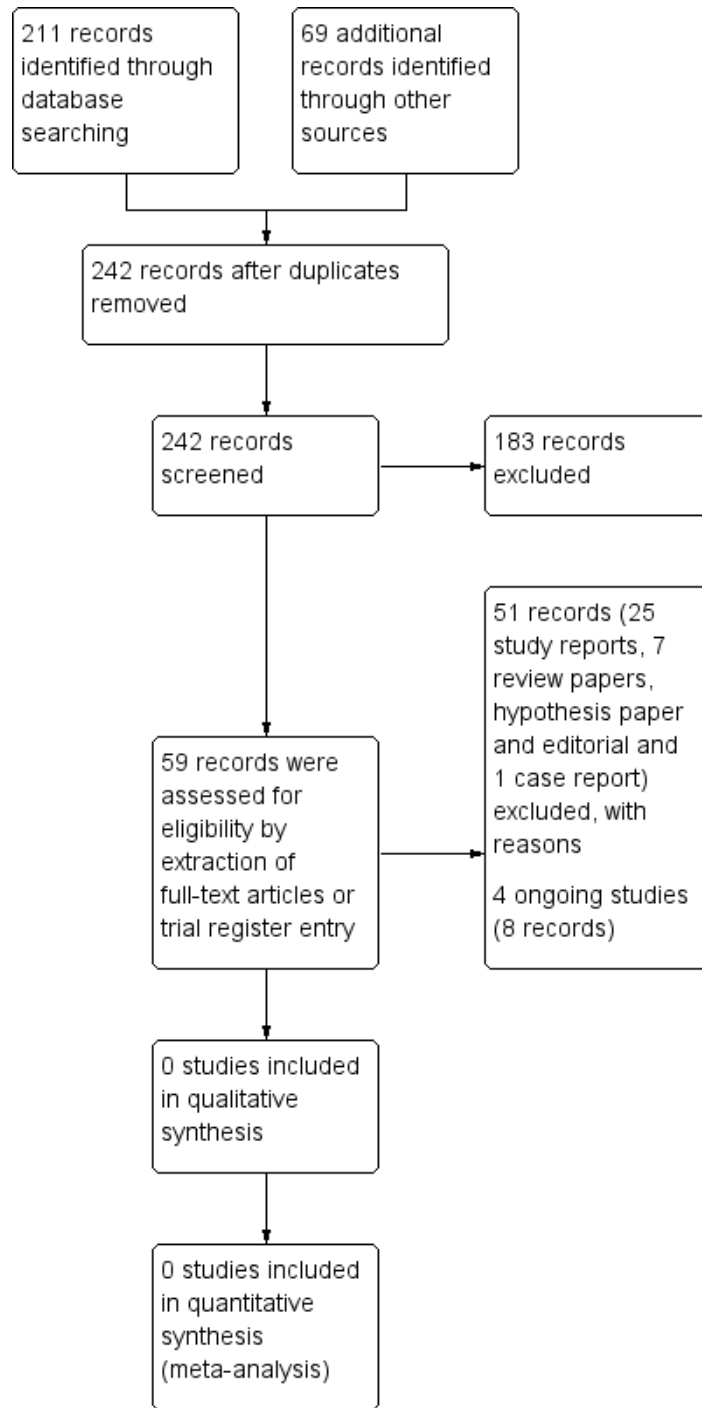 211 records
identified through
database
searching
69 additional
records identified
through other
sources
242 records after duplicates
removed
242 records
screened
183 records
excluded
51 records (25
study reports, 7
review papers,
hypothesis paper
and editorial and
1 case report)
excluded, with
reasons
4 ongoing studies
(8 records)
59 records were
assessed for
eligibility by
extraction of
full-text articles or
trial register entry
0 studies included
in qualitative
synthesis
0 studies included
in quantitative
synthesis
(meta-analysis)